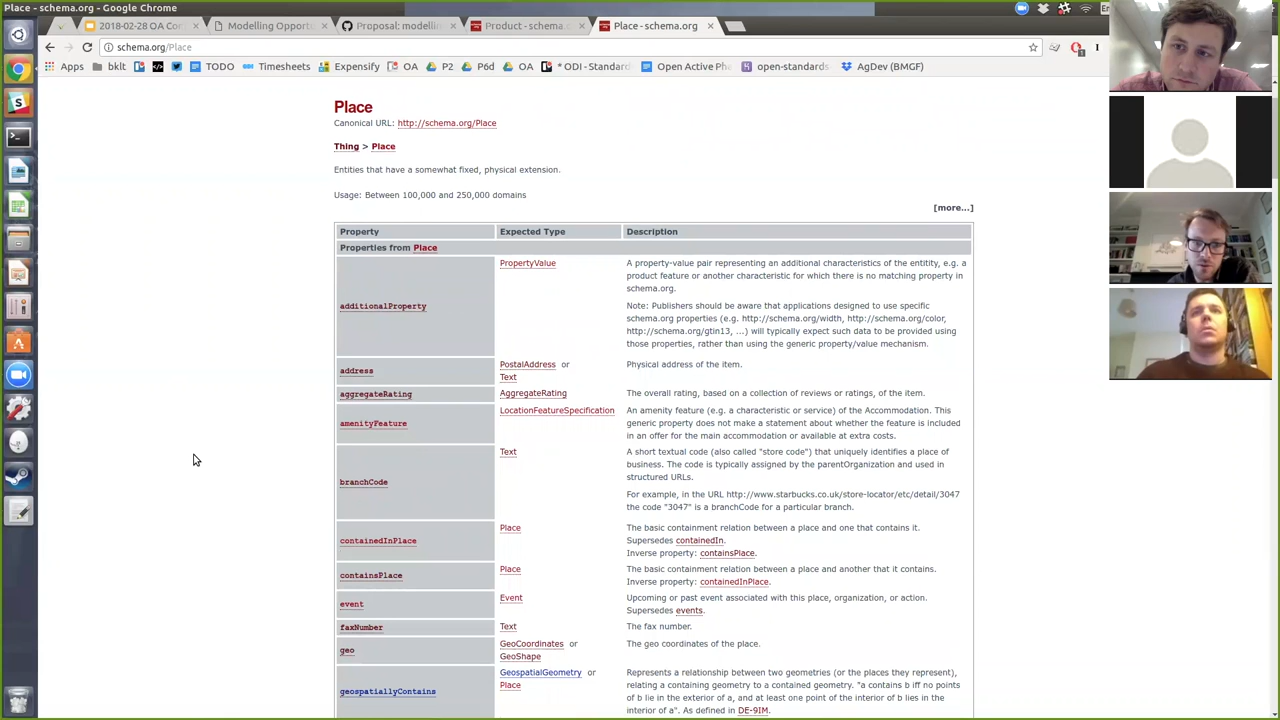 Place - schema.org - Google Chrome
En
2018-02-28 OA Con
Modelling Opportu
Proposal: modellin
Product - schema.o
Place - schema.org
schema.org/Place
Apps
bklt
TODO
Timesheets
Expensify
OA
P2
P6d
OA
* ODI - Standard
Open Active Ph
open-standards
AgDev (BMGF)
Place
Canonical URL: http://schema.org/Place
Thing > Place
Entities that have a somewhat fixed, physical extension.
Usage: Between 100,000 and 250,000 domains
[more...]
Property Expected Type Description
Properties from Place
additionalProperty
PropertyValue
A property-value pair representing an additional characteristics of the entitity, e.g. a
product feature or another characteristic for which there is no matching property in
schema.org.
Note: Publishers should be aware that applications designed to use specific
schema.org properties (e.g. http://schema.org/width, http://schema.org/color,
http://schema.org/gtin13, ...) will typically expect such data to be provided using
those properties, rather than using the generic property/value mechanism.
address
PostalAddress or
Text
Physical address of the item.
aggregateRating
AggregateRating
The overall rating, based on a collection of reviews or ratings, of the item.
amenityFeature
LocationFeatureSpecification
An amenity feature (e.g. a characteristic or service) of the Accommodation. This
generic property does not make a statement about whether the feature is included
in an offer for the main accommodation or available at extra costs.
branchCode
Text
A short textual code (also called "store code") that uniquely identifies a place of
business. The code is typically assigned by the parentOrganization and used in
structured URLs.
For example, in the URL http://www.starbucks.co.uk/store-locator/etc/detail/3047
the code "3047" is a branchCode for a particular branch.
containedInPlace
Place
The basic containment relation between a place and one that contains it.
Supersedes containedIn.
Inverse property: containsPlace.
containsPlace
Place
The basic containment relation between a place and another that it contains.
Inverse property: containedInPlace.
event
Event
Upcoming or past event associated with this place, organization, or action.
Supersedes events.
faxNumber
Text
The fax number.
geo
GeoCoordinates or
GeoShape
The geo coordinates of the place.
geospatiallyContains
GeospatialGeometry or
Place
Represents a relationship between two geometries (or the places they represent),
relating a containing geometry to a contained geometry. "a contains b iff no points
of b lie in the exterior of a, and at least one point of the interior of b lies in the
interior of a". As defined in DE-9IM.